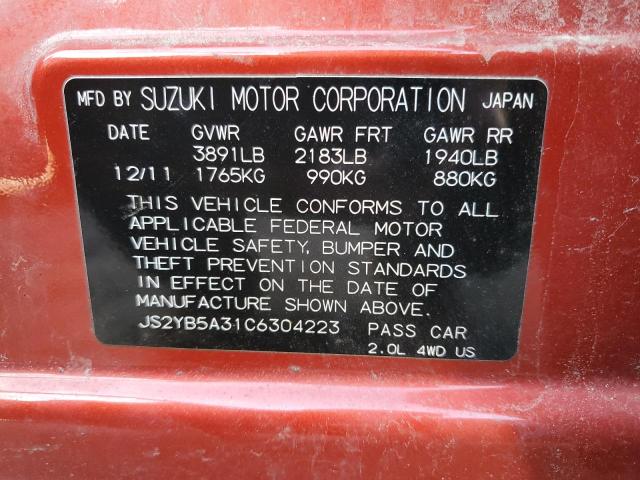 MFD BY SUZUKI MOTOR CORPORATION JAPAN
DATE GVWR GAWR FRT GAWR RR
3891LB 2183LB 1940LB
12/11 1765KG 990KG 880KG
THIS VEHICLE CONFORMS TO ALL
APPLICABLE FEDERAL MOTOR
VEHICLE SAFETY, BUMPER AND
THEFT PREVENTION STANDARDS
IN EFFECT ON THE DATE OF
MANUFACTURE SHOWN ABOVE.
JS2YB5A31C6304223 PASS CAR
2.0L 4WD US